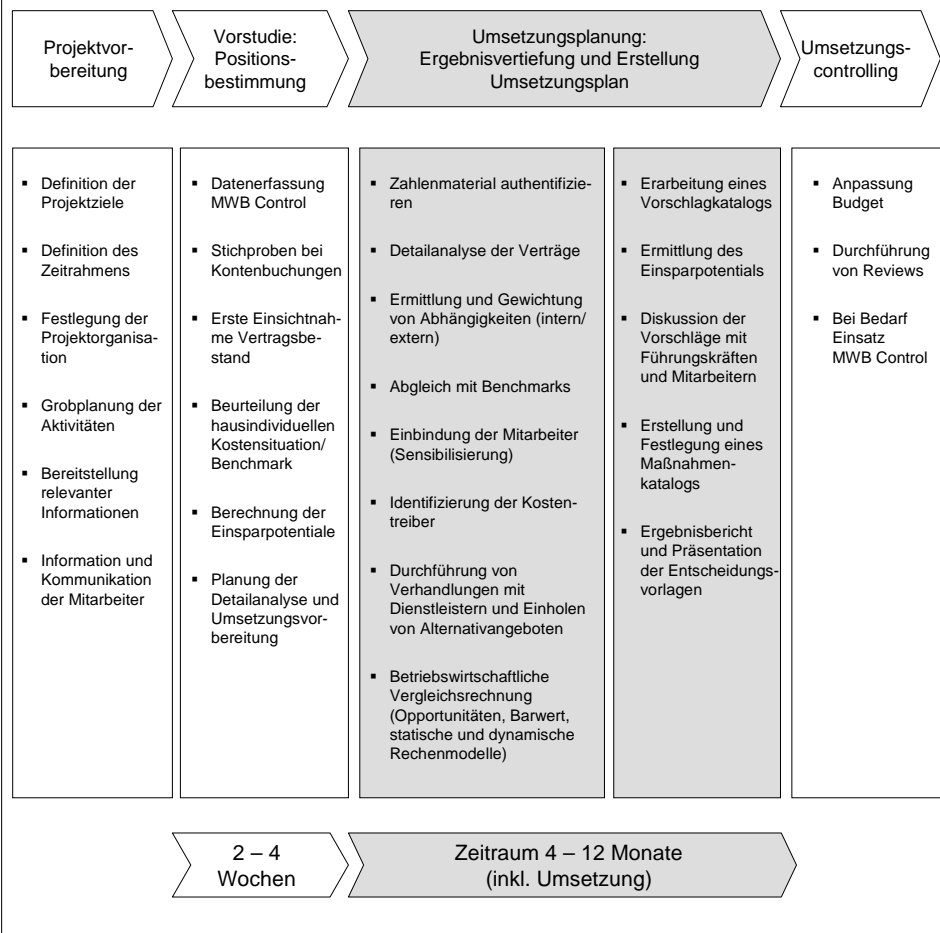 Projektvor-
bereitung
Vorstudie:
Positions-
bestimmung
Umsetzungsplanung:
Ergebnisvertiefung und Erstellung
Umsetzungsplan
Umsetzungs-
controlling
▪ Definition der
Projektziele
▪ Definition des
Zeitrahmens
▪ Festlegung der
Projektorganisa-
tion
▪ Grobplanung der
Aktivitäten
▪ Bereitstellung
relevanter
Informationen
▪ Information und
Kommunikation
der Mitarbeiter
▪ Datenerfassung
MWB Control
▪ Stichproben bei
Kontenbuchungen
▪ Erste Einsichtnah-
me Vertragsbe-
stand
▪ Beurteilung der
hausindividuellen
Kostensituation/
Benchmark
▪ Berechnung der
Einsparpotentiale
▪ Planung der
Detailanalyse und
Umsetzungsvor-
bereitung
▪ Zahlenmaterial authentifizie-
ren
▪ Detailanalyse der Verträge
▪ Ermittlung und Gewichtung
von Abhängigkeiten (intern/
extern)
▪ Abgleich mit Benchmarks
▪ Einbindung der Mitarbeiter
(Sensibilisierung)
▪ Identifizierung der Kosten-
treiber
▪ Durchführung von
Verhandlungen mit
Dienstleistern und Einholen
von Alternativangeboten
▪ Betriebswirtschaftliche
Vergleichsrechnung
(Opportunitäten, Barwert,
statische und dynamische
Rechenmodelle)
▪ Erarbeitung eines
Vorschlagkatalogs
▪ Ermittlung des
Einsparpotentials
▪ Diskussion der
Vorschläge mit
Führungskräften
und Mitarbeitern
▪ Erstellung und
Festlegung eines
Maßnahmen-
katalogs
▪ Ergebnisbericht
und Präsentation
der Entscheidungs-
vorlagen
▪ Anpassung
Budget
▪ Durchführung
von Reviews
▪ Bei Bedarf
Einsatz
MWB Control
2 – 4
Wochen
Zeitraum 4 – 12 Monate
(inkl. Umsetzung)